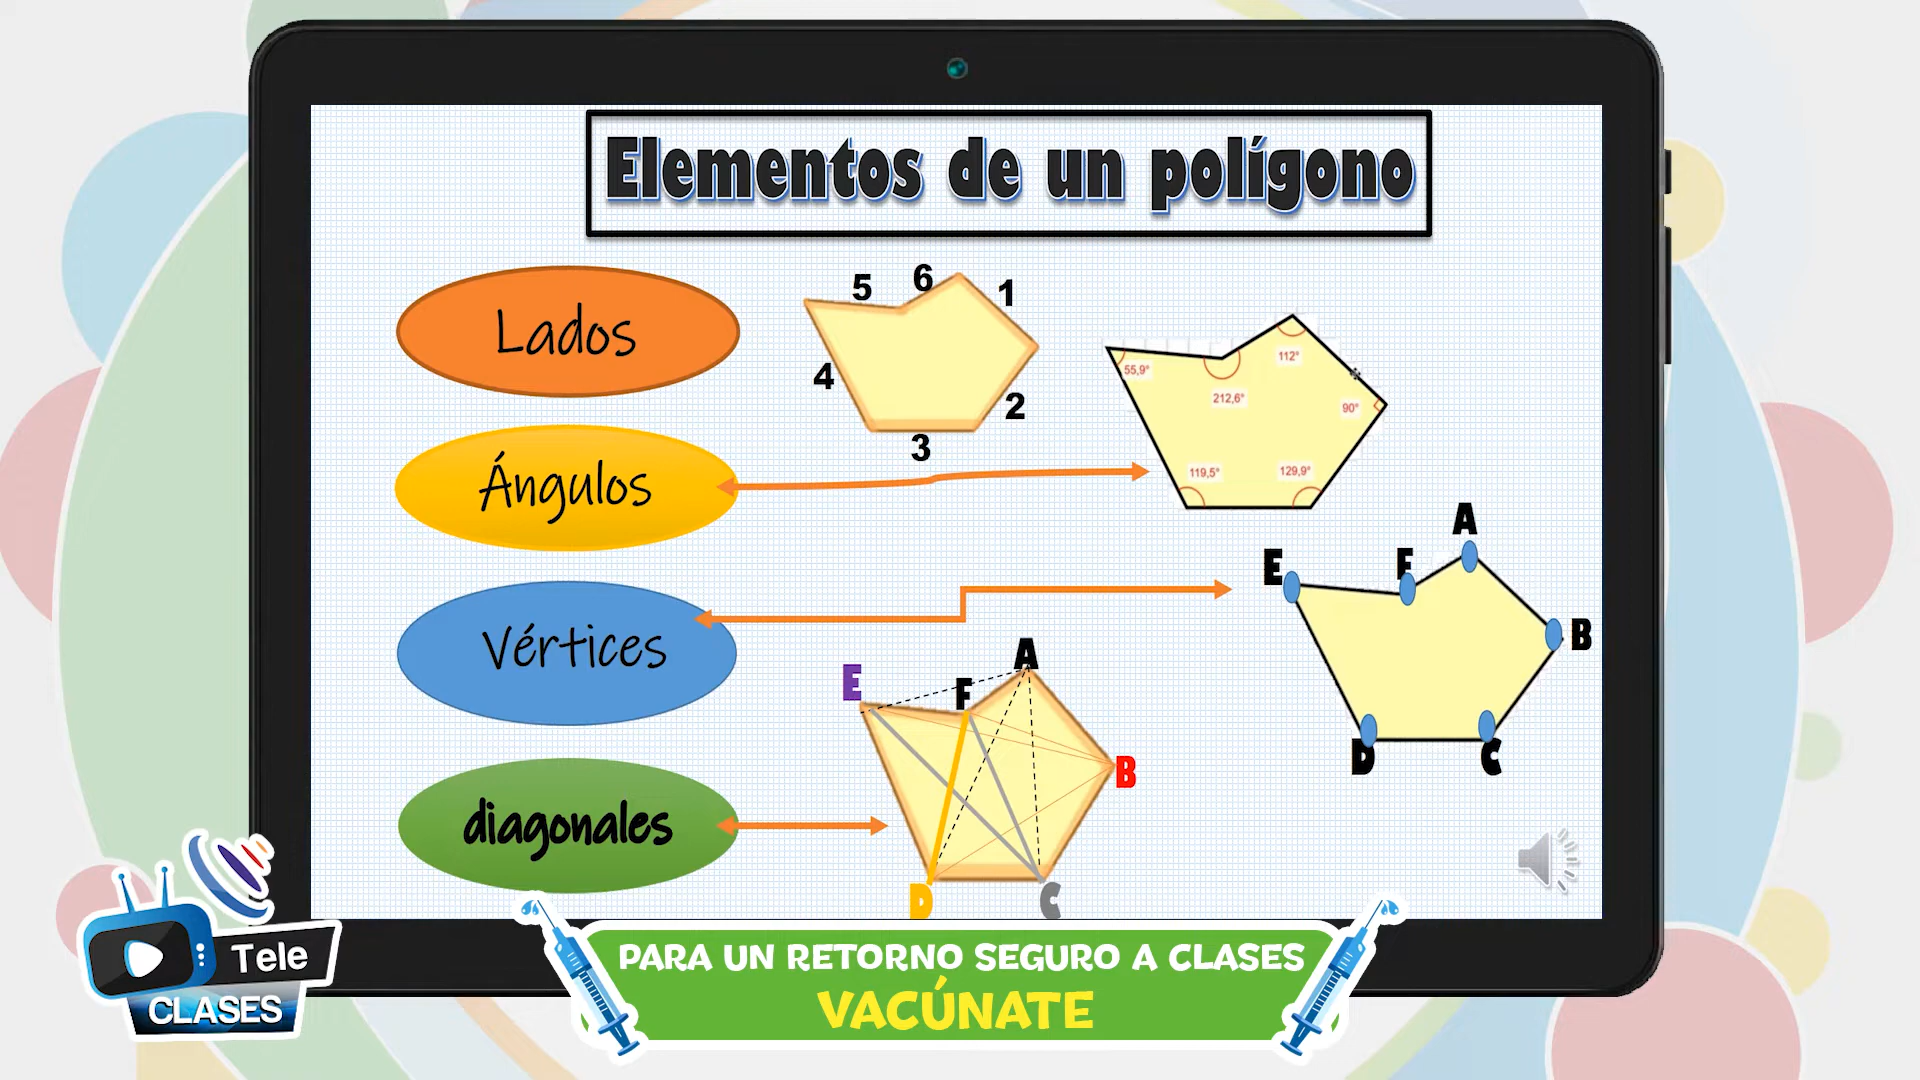 Elementos de un polígono
Lados
5
6
1
4
2
3
55,9°
212,6°
112°
90°
119,5°
129,9°
Ángulos
Vértices
E
F
A
B
D
C
diagonales
E
F
A
B
D
C
Tele
CLASES
PARA UN RETORNO SEGURO A CLASES
VACÚNATE